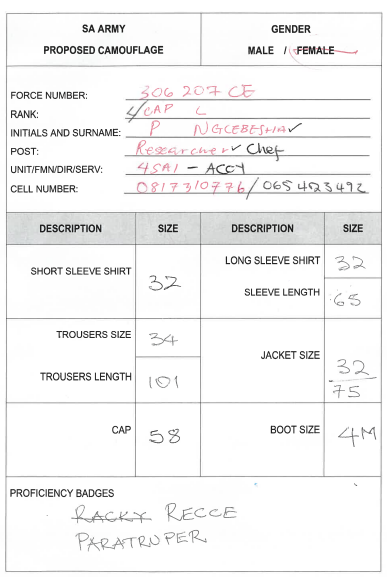 SA ARMY
PROPOSED CAMOUFLAGE
GENDER
MALE / FEMALE
FORCE NUMBER: 306 207 CE
RANK: L/CAP L
INITIALS AND SURNAME: P NGCEBESHA
POST: Researcher Chef
UNIT/FMN/DIR/SERV: 4SAI - ACCY
CELL NUMBER: 0817310776 / 065 4523492
DESCRIPTION SIZE DESCRIPTION SIZE
SHORT SLEEVE SHIRT 32
LONG SLEEVE SHIRT 32
SLEEVE LENGTH 65
TROUSERS SIZE 34
TROUSERS LENGTH 101
JACKET SIZE 32
75
CAP 58
BOOT SIZE 4M
PROFICIENCY BADGES
RACKY RECCE
PARATRUPER